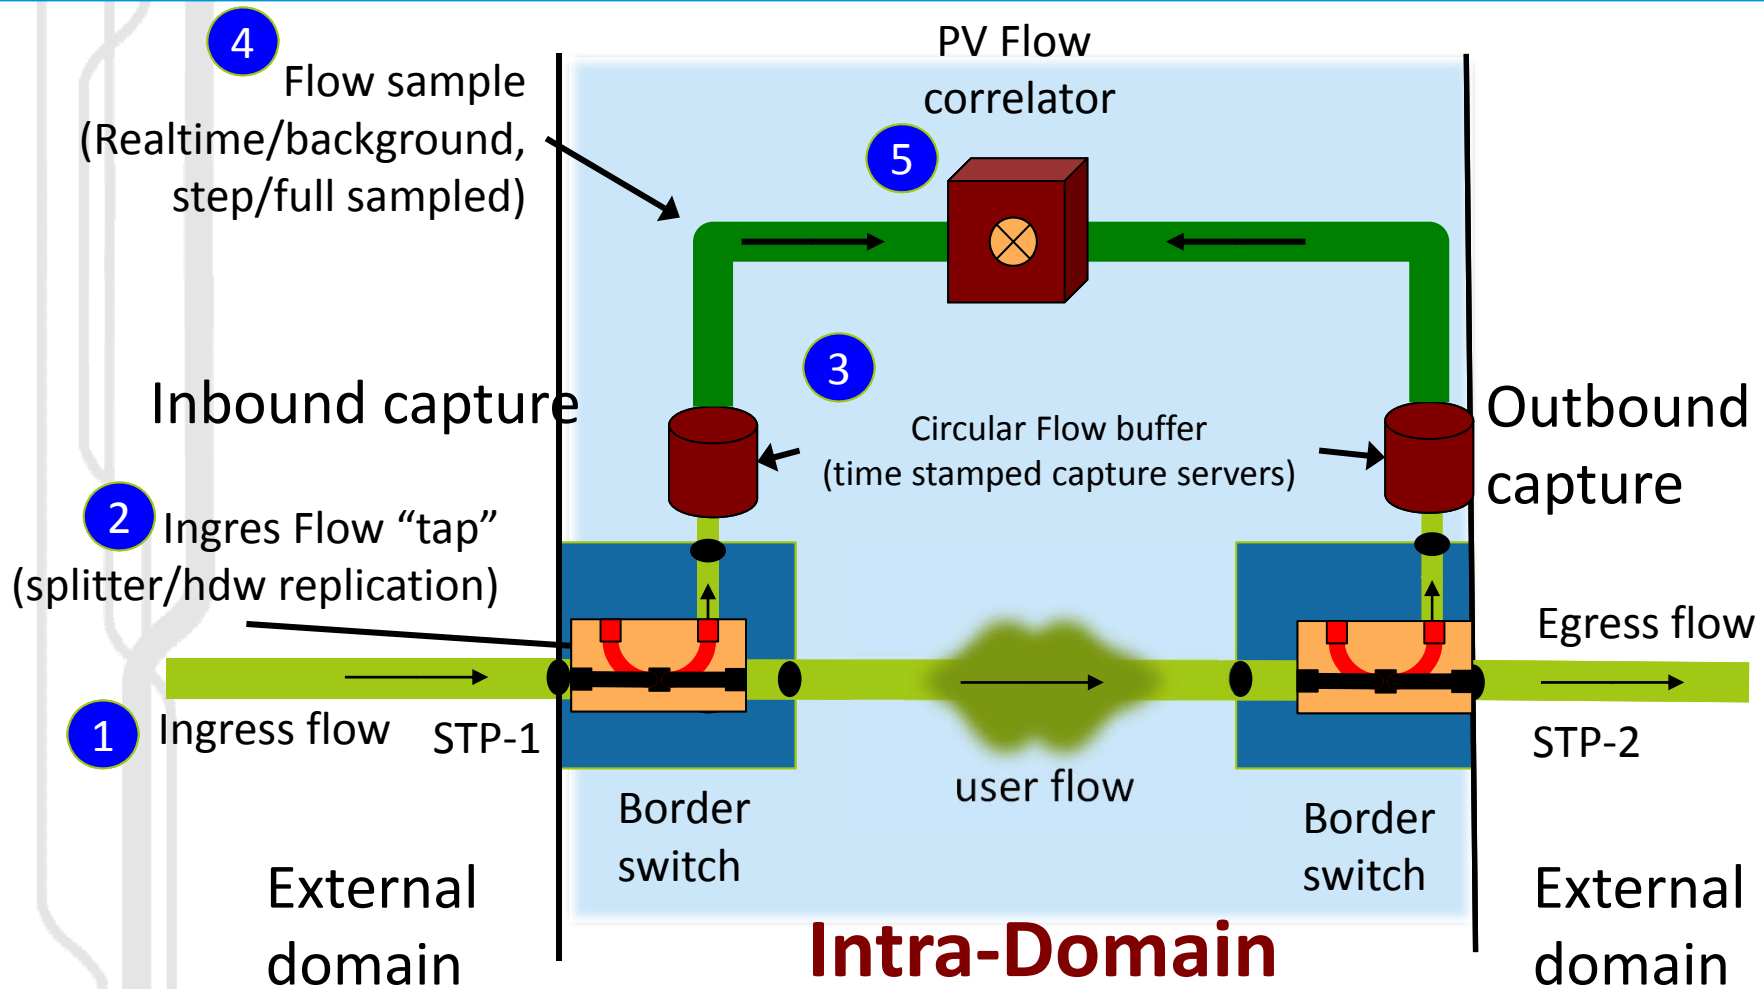 4
Flow sample
(Realtime/background,
step/full sampled)
PV Flow
correlator
5
3
Inbound capture
Circular Flow buffer
(time stamped capture servers)
Outbound
capture
2
Ingres Flow “tap”
(splitter/hdw replication)
Egress flow
1
Ingress flow
STP-1
STP-2
user flow
Border
switch
Border
switch
External
domain
Intra-Domain
External
domain